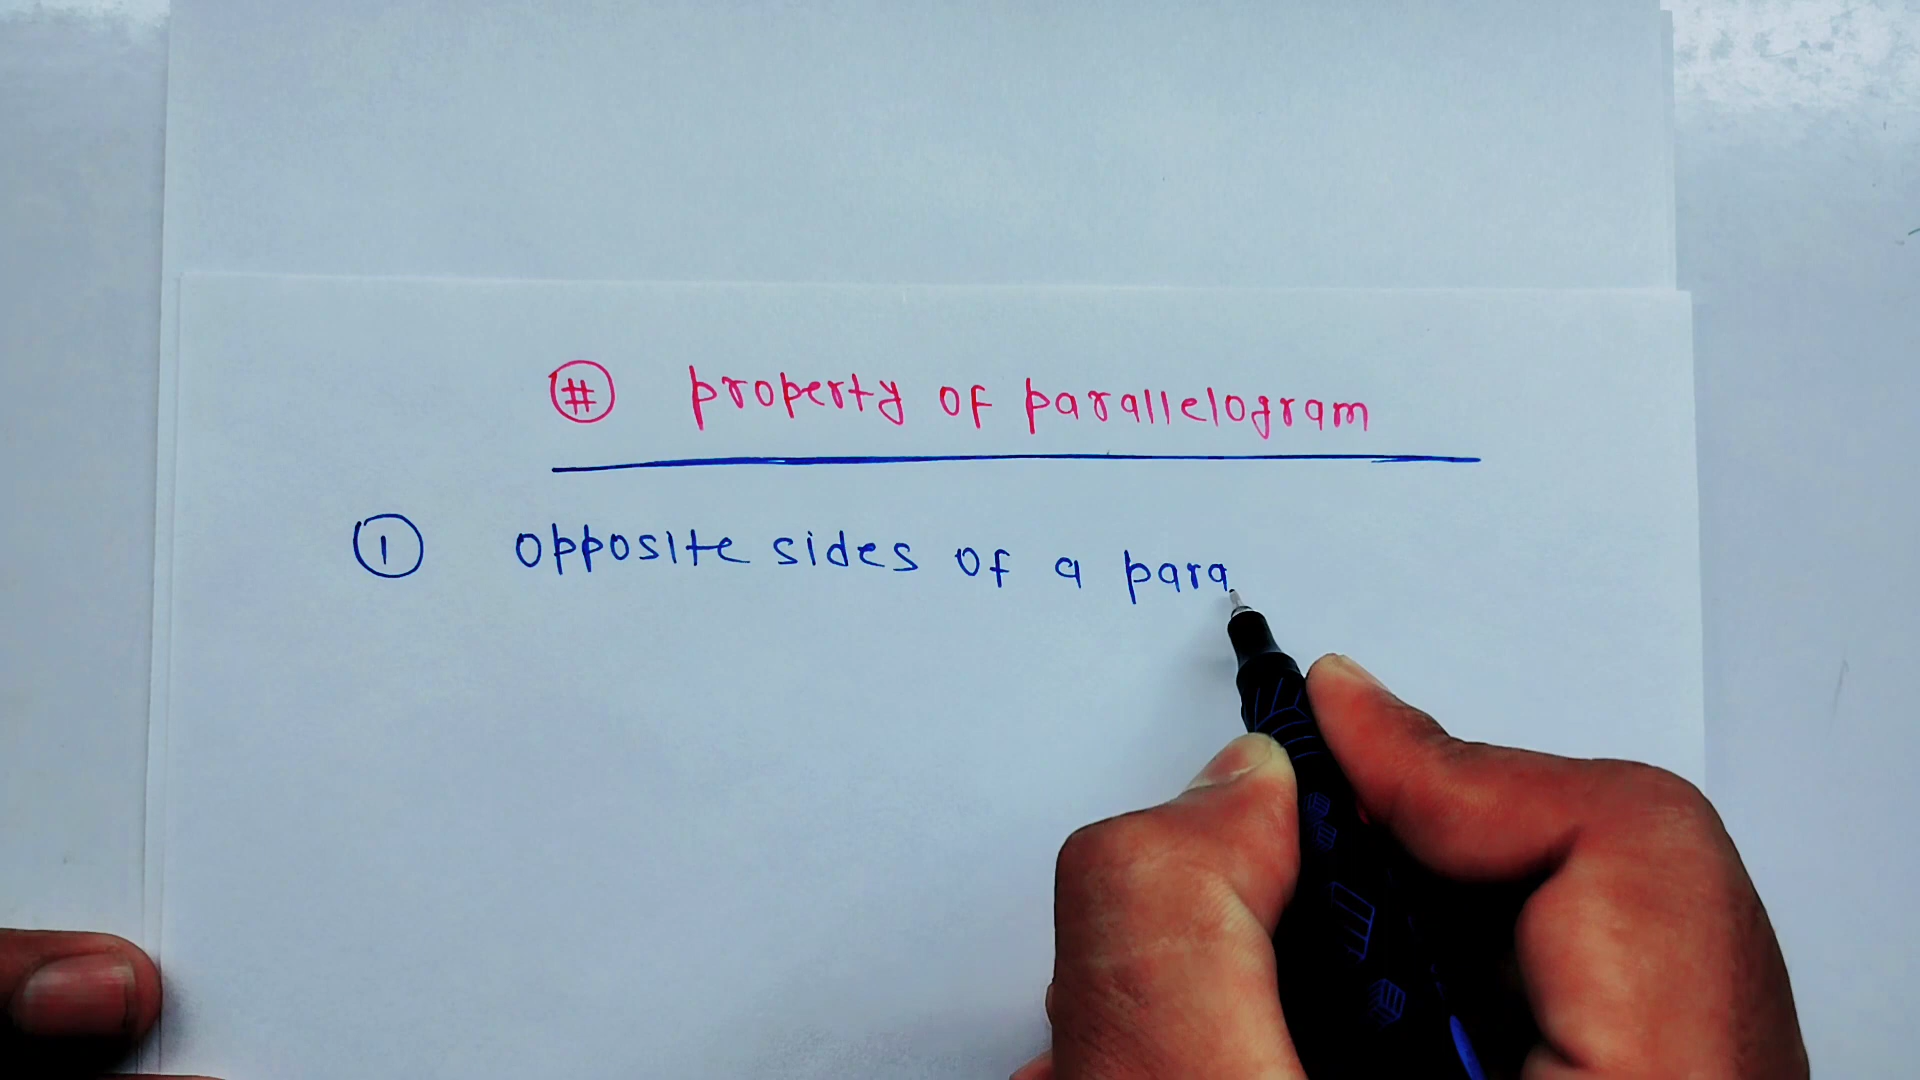 # property of parallelogram
1 opposite sides of a para